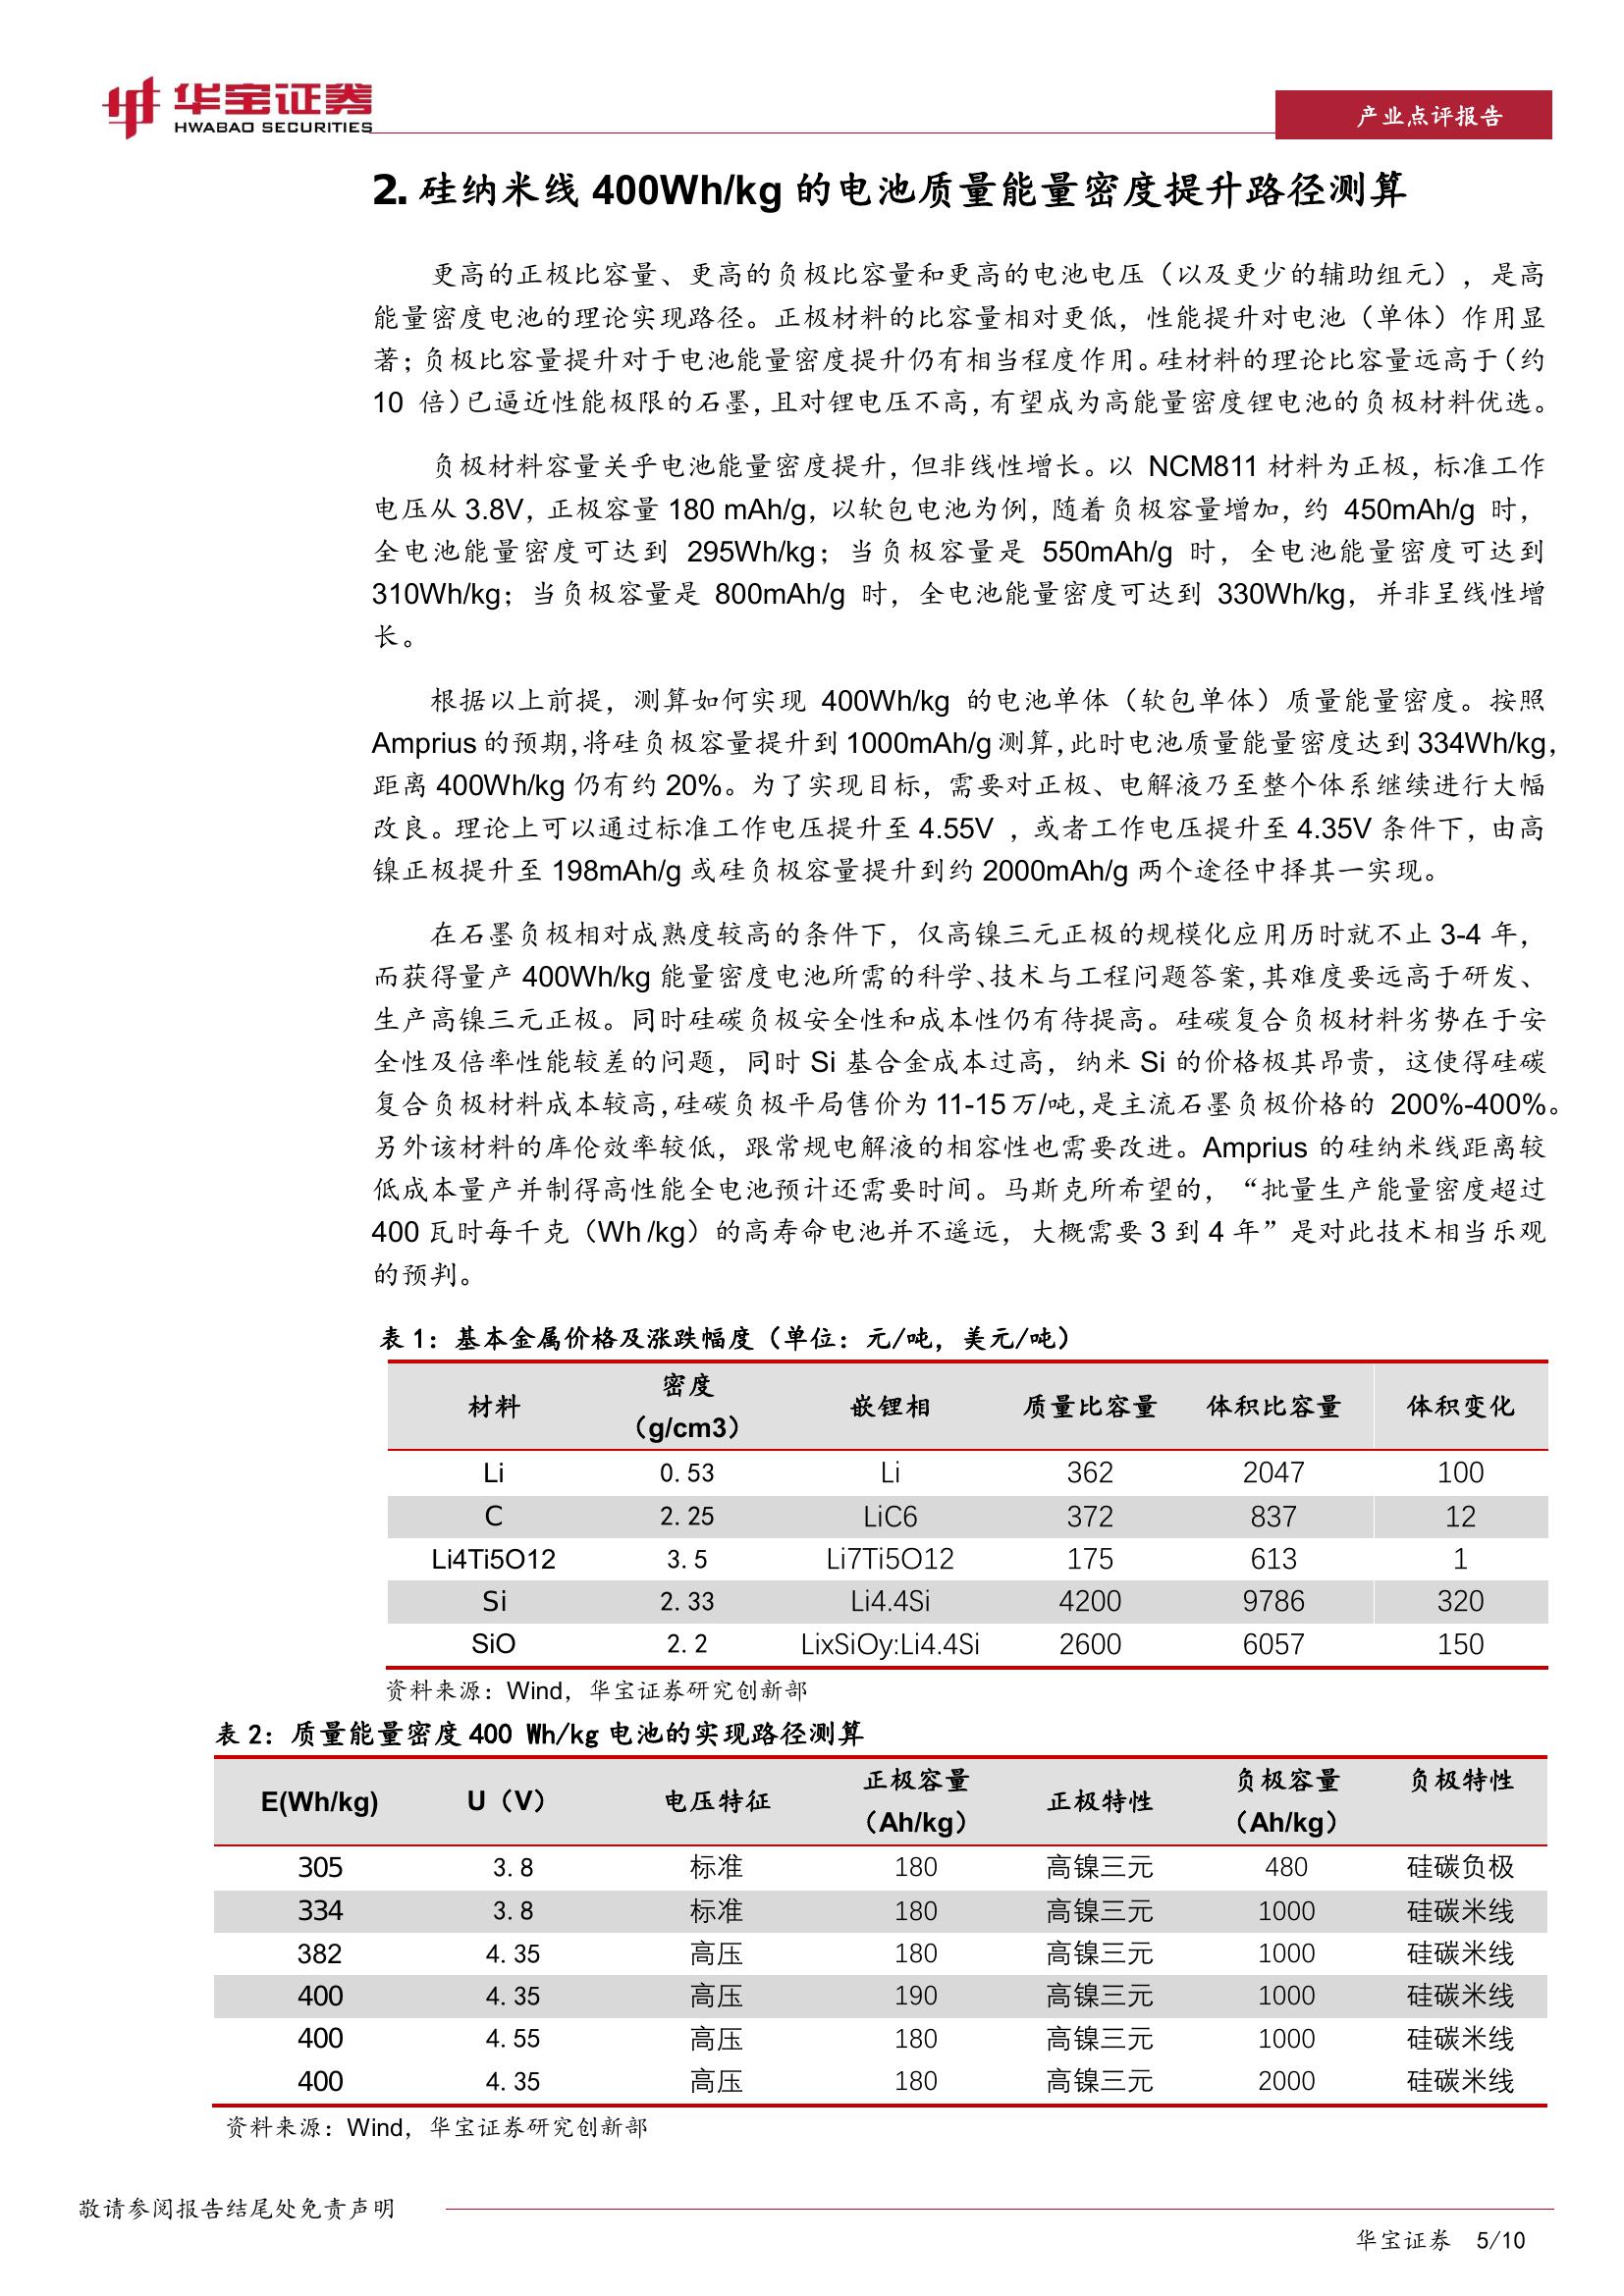 华宝证券
HWABAO SECURITIES
产业点评报告
2. 硅纳米线 400Wh/kg 的电池质量能量密度提升路径测算
更高的正极比容量、更高的负极比容量和更高的电池电压（以及更少的辅助组元），是高
能量密度电池的理论实现路径。正极材料的比容量相对更低，性能提升对电池（单体）作用显
著；负极比容量提升对于电池能量密度提升仍有相当程度作用。硅材料的理论比容量远高于（约
10 倍）已逼近性能极限的石墨，且对锂电压不高，有望成为高能量密度锂电池的负极材料优选。
负极材料容量关乎电池能量密度提升，但非线性增长。以 NCM811 材料为正极，标准工作
电压从 3.8V，正极容量 180 mAh/g，以软包电池为例，随着负极容量增加，约 450mAh/g 时，
全电池能量密度可达到 295Wh/kg；当负极容量是 550mAh/g 时，全电池能量密度可达到
310Wh/kg；当负极容量是 800mAh/g 时，全电池能量密度可达到 330Wh/kg，并非呈线性增
长。
根据以上前提，测算如何实现 400Wh/kg 的电池单体（软包单体）质量能量密度。按照
Amprius 的预期，将硅负极容量提升到 1000mAh/g 测算，此时电池质量能量密度达到 334Wh/kg，
距离 400Wh/kg 仍有约 20%。为了实现目标，需要对正极、电解液乃至整个体系继续进行大幅
改良。理论上可以通过标准工作电压提升至 4.55V ，或者工作电压提升至 4.35V 条件下，由高
镍正极提升至 198mAh/g 或硅负极容量提升到约 2000mAh/g 两个途径中择其一实现。
在石墨负极相对成熟度较高的条件下，仅高镍三元正极的规模化应用历时就不止 3-4 年，
而获得量产 400Wh/kg 能量密度电池所需的科学、技术与工程问题答案，其难度要远高于研发、
生产高镍三元正极。同时硅碳负极安全性和成本性仍有待提高。硅碳复合负极材料劣势在于安
全性及倍率性能较差的问题，同时 Si 基合金成本过高，纳米 Si 的价格极其昂贵，这使得硅碳
复合负极材料成本较高，硅碳负极平局售价为 11-15 万/吨，是主流石墨负极价格的 200%-400%。
另外该材料的库伦效率较低，跟常规电解液的相容性也需要改进。Amprius 的硅纳米线距离较
低成本量产并制得高性能全电池预计还需要时间。马斯克所希望的，“批量生产能量密度超过
400 瓦时每千克（Wh /kg）的高寿命电池并不遥远，大概需要 3 到 4 年”是对此技术相当乐观
的预判。
表 1：基本金属价格及涨跌幅度（单位：元/吨，美元/吨）
材料 密度（g/cm3） 嵌锂相 质量比容量 体积比容量 体积变化
Li 0.53 Li 362 2047 100
C 2.25 LiC6 372 837 12
Li4Ti5O12 3.5 Li7Ti5O12 175 613 1
Si 2.33 Li4.4Si 4200 9786 320
SiO 2.2 LixSiOy:Li4.4Si 2600 6057 150
资料来源：Wind，华宝证券研究创新部
表 2：质量能量密度 400 Wh/kg 电池的实现路径测算
E(Wh/kg) U（V） 电压特征 正极容量（Ah/kg） 正极特性 负极容量（Ah/kg） 负极特性
305 3.8 标准 180 高镍三元 480 硅碳负极
334 3.8 标准 180 高镍三元 1000 硅碳米线
382 4.35 高压 180 高镍三元 1000 硅碳米线
400 4.35 高压 190 高镍三元 1000 硅碳米线
400 4.55 高压 180 高镍三元 1000 硅碳米线
400 4.35 高压 180 高镍三元 2000 硅碳米线
资料来源：Wind，华宝证券研究创新部
敬请参阅报告结尾处免责声明
华宝证券 5/10